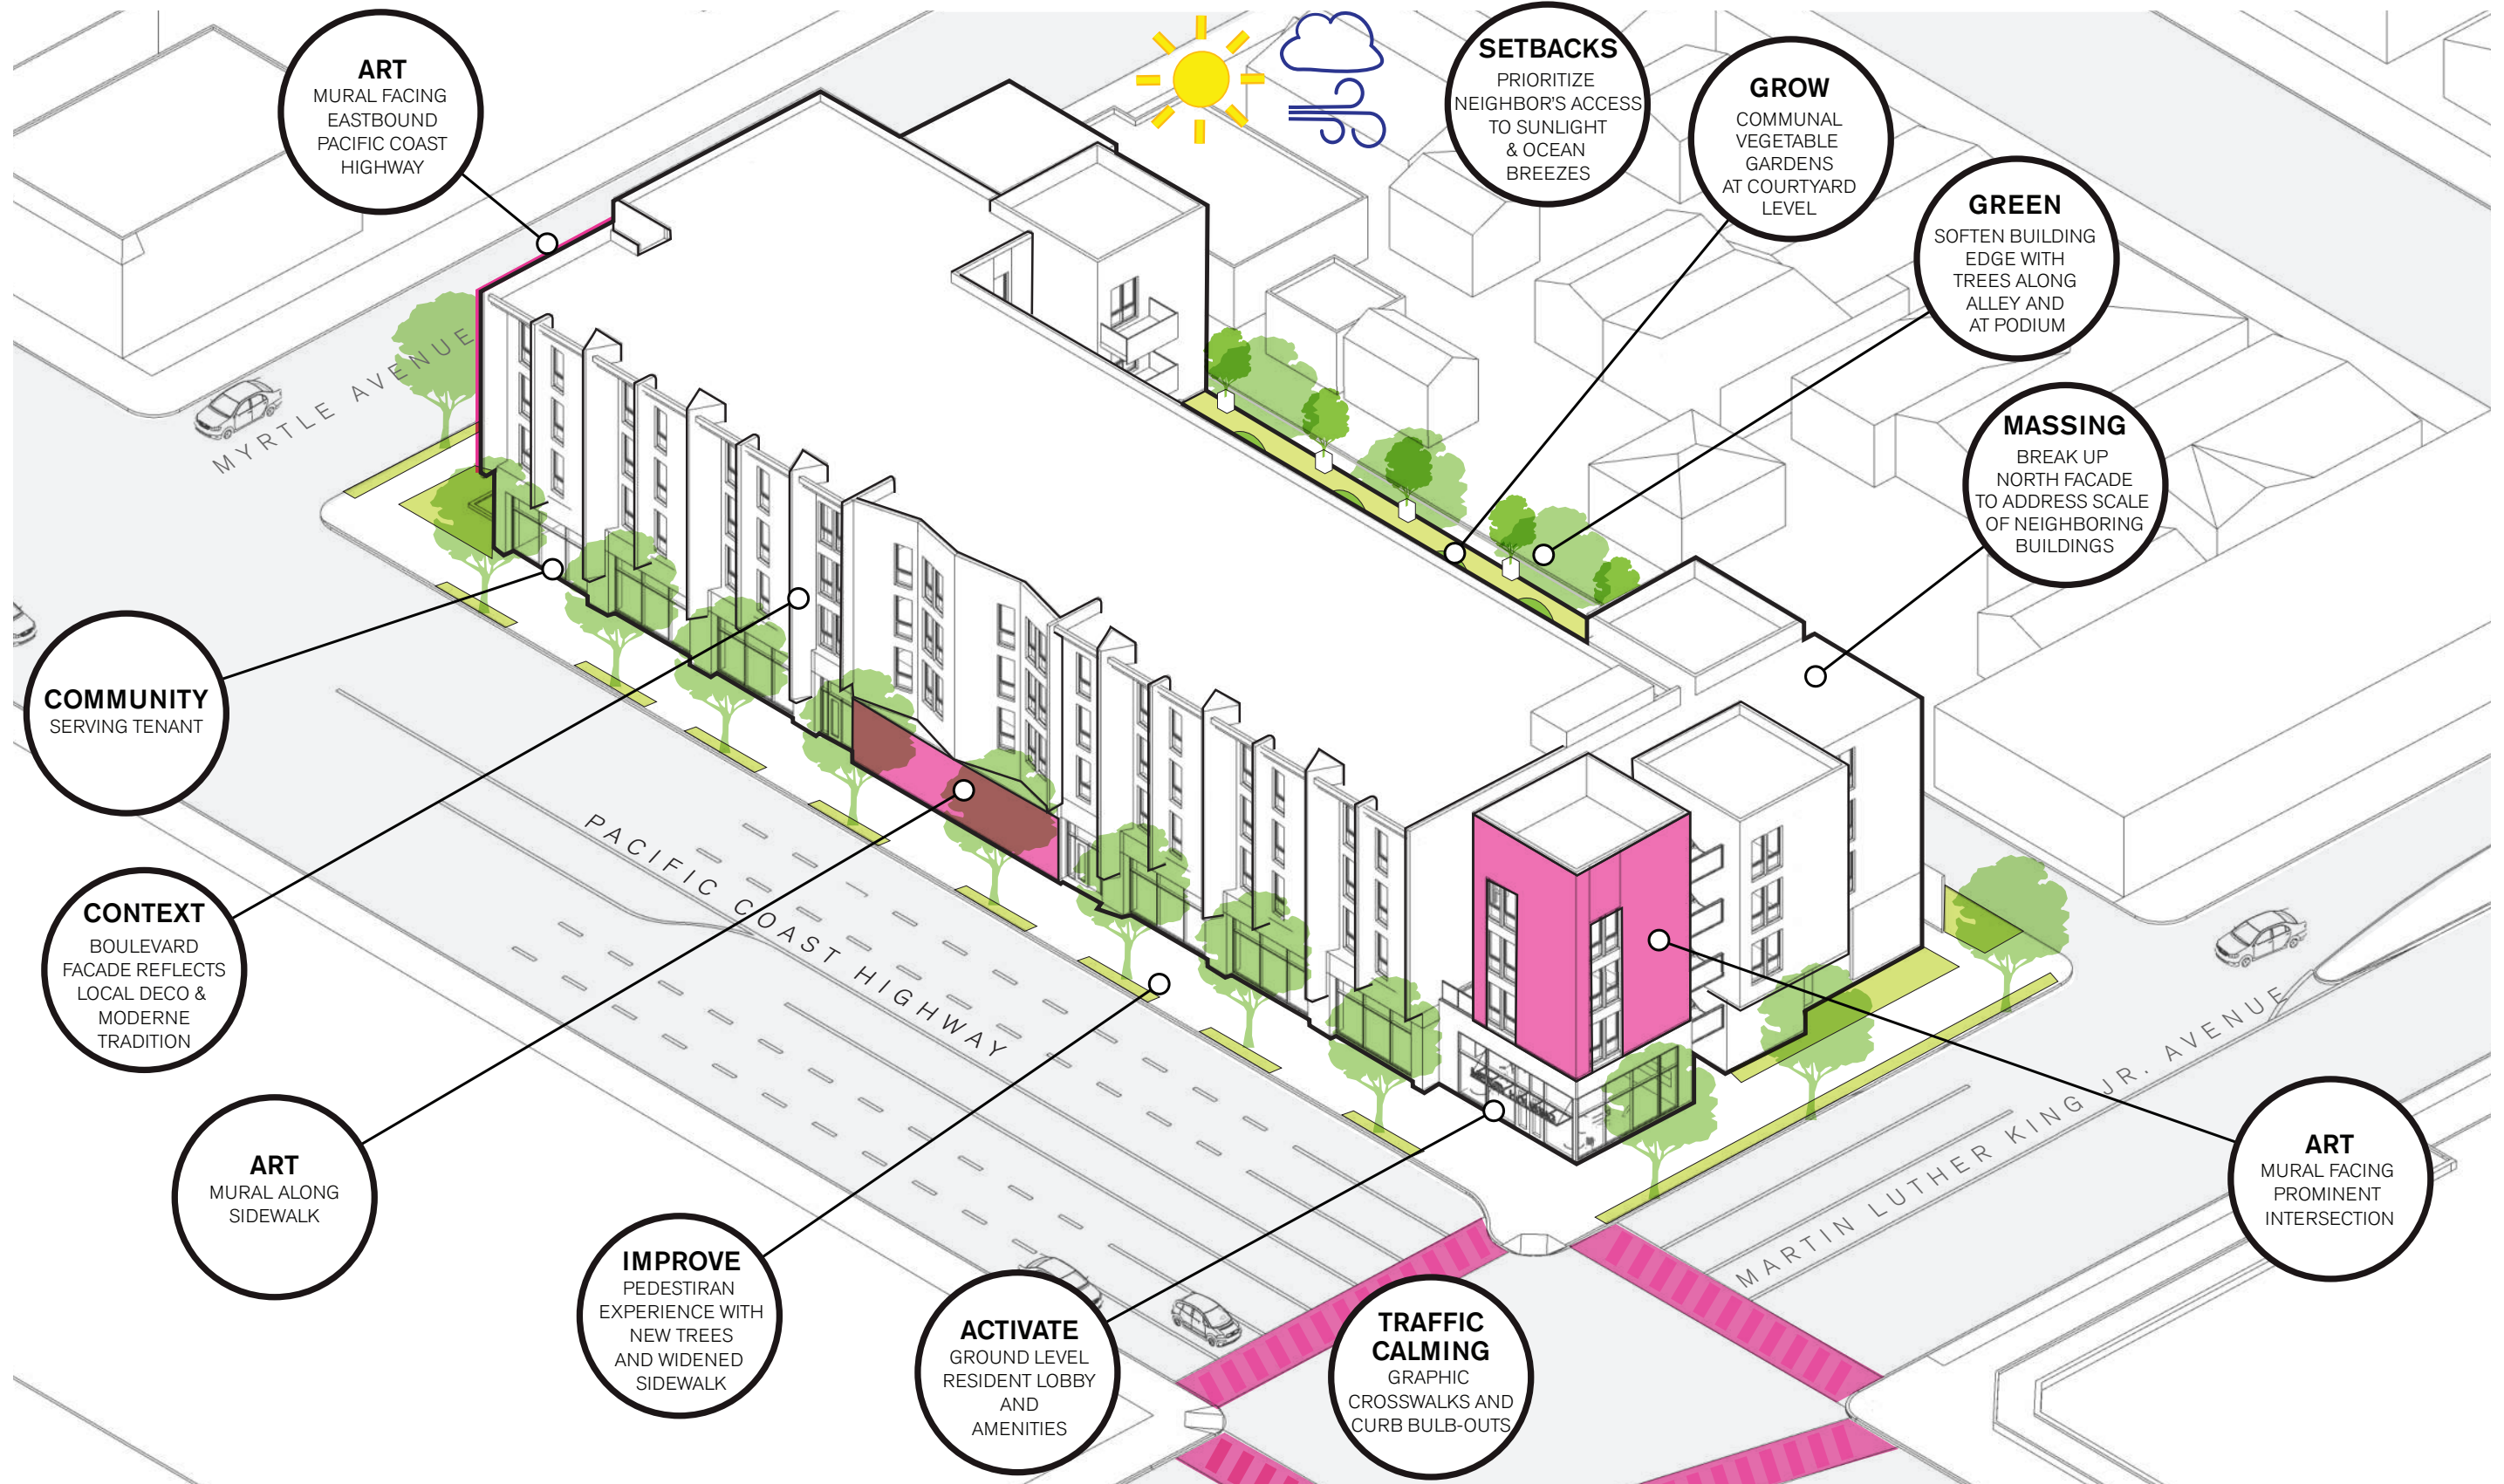 ART
MURAL FACING
EASTBOUND
PACIFIC COAST
HIGHWAY
SETBACKS
PRIORITIZE
NEIGHBOR'S ACCESS
TO SUNLIGHT
& OCEAN
BREEZES
GROW
COMMUNAL
VEGETABLE
GARDENS
AT COURTYARD
LEVEL
GREEN
SOFTEN BUILDING
EDGE WITH
TREES ALONG
ALLEY AND
AT PODIUM
MASSING
BREAK UP
NORTH FACADE
TO ADDRESS SCALE
OF NEIGHBORING
BUILDINGS
MYRTLE AVENUE
COMMUNITY
SERVING TENANT
CONTEXT
BOULEVARD
FACADE REFLECTS
LOCAL DECO &
MODERNE
TRADITION
PACIFIC COAST HIGHWAY
MARTIN LUTHER KING JR. AVENUE
ART
MURAL ALONG
SIDEWALK
IMPROVE
PEDESTIRAN
EXPERIENCE WITH
NEW TREES
AND WIDENED
SIDEWALK
ACTIVATE
GROUND LEVEL
RESIDENT LOBBY
AND
AMENITIES
TRAFFIC
CALMING
GRAPHIC
CROSSWALKS AND
CURB BULB-OUTS
ART
MURAL FACING
PROMINENT
INTERSECTION